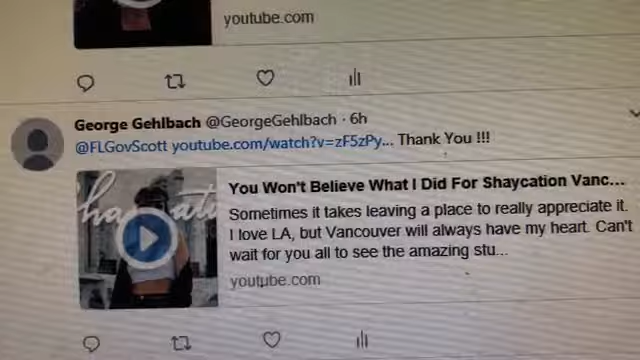 youtube.com
George Gehlbach @GeorgeGehlbach · 6h
@FLGovScott youtube.com/watch?v=zF5zPy... Thank You !!!
You Won't Believe What I Did For Shaycation Vanc...
Sometimes it takes leaving a place to really appreciate it.
I love LA, but Vancouver will always have my heart. Can't
wait for you all to see the amazing stu...
youtube.com